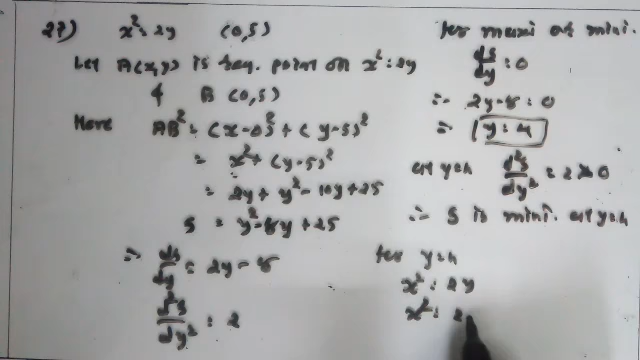 27) x² = 2y (0,5)
Let A(x,y) is req. point on x² = 2y
& B (0,5)
Here AB² = (x-0)² + (y-5)²
= x² + (y-5)²
= 2y + y² - 10y + 25
S = y² - 8y + 25
∴ ds/dy = 2y - 8
d²s/dy² = 2
for maxi or mini.
ds/dy = 0
∴ 2y - 8 = 0
∴ y = 4
at y=4 d²s/dy² = 2 > 0
∴ S is mini. at y=4
for y=4
x² = 2y
x² = 2